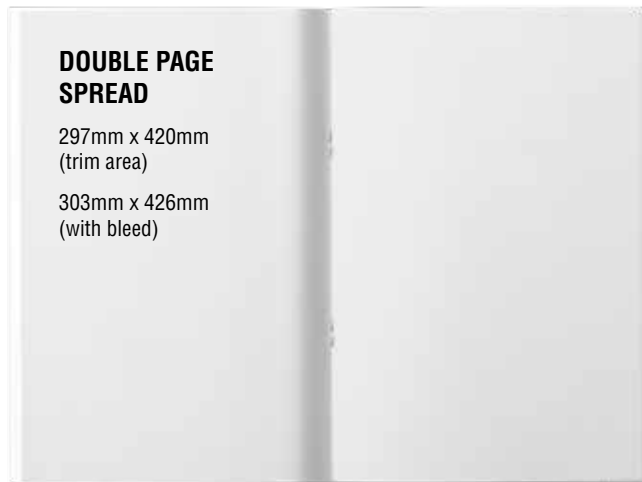 DOUBLE PAGE
SPREAD
297mm x 420mm
(trim area)
303mm x 426mm
(with bleed)